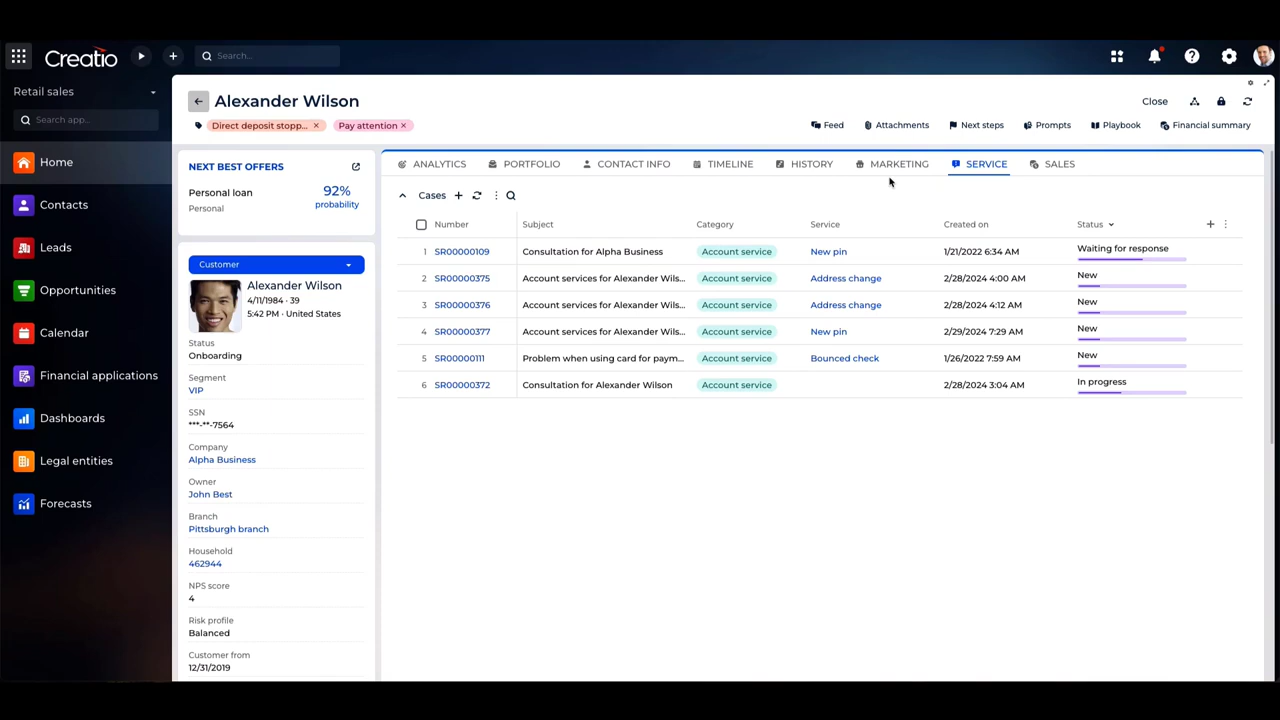 Creatio
Search...
Retail sales
Search app...
Home
Contacts
Leads
Opportunities
Calendar
Financial applications
Dashboards
Legal entities
Forecasts
Alexander Wilson
Close
Direct deposit stopp... ×
Pay attention ×
Feed
Attachments
Next steps
Prompts
Playbook
Financial summary
NEXT BEST OFFERS
Personal loan
Personal
92%
probability
Customer
Alexander Wilson
4/11/1984 · 39
5:42 PM · United States
Status
Onboarding
Segment
VIP
SSN
***-**-7564
Company
Alpha Business
Owner
John Best
Branch
Pittsburgh branch
Household
462944
NPS score
4
Risk profile
Balanced
Customer from
12/31/2019
ANALYTICS PORTFOLIO CONTACT INFO TIMELINE HISTORY MARKETING SERVICE SALES
Cases
Number Subject Category Service Created on Status
1 SR00000109 Consultation for Alpha Business Account service New pin 1/21/2022 6:34 AM Waiting for response
2 SR00000375 Account services for Alexander Wils... Account service Address change 2/28/2024 4:00 AM New
3 SR00000376 Account services for Alexander Wils... Account service Address change 2/28/2024 4:12 AM New
4 SR00000377 Account services for Alexander Wils... Account service New pin 2/29/2024 7:29 AM New
5 SR00000111 Problem when using card for paym... Account service Bounced check 1/26/2022 7:59 AM New
6 SR00000372 Consultation for Alexander Wilson Account service 2/28/2024 3:04 AM In progress